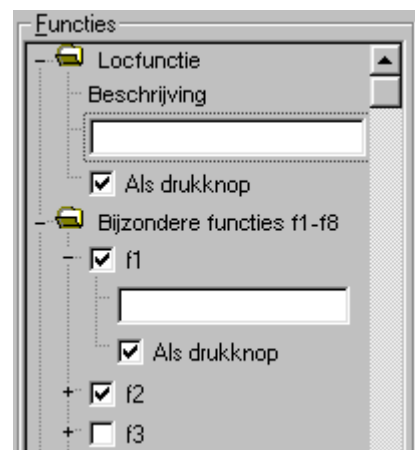 Functies
Locfunctie
Beschrijving
Als drukknop
Bijzondere functies f1-f8
f1
Als drukknop
f2
f3